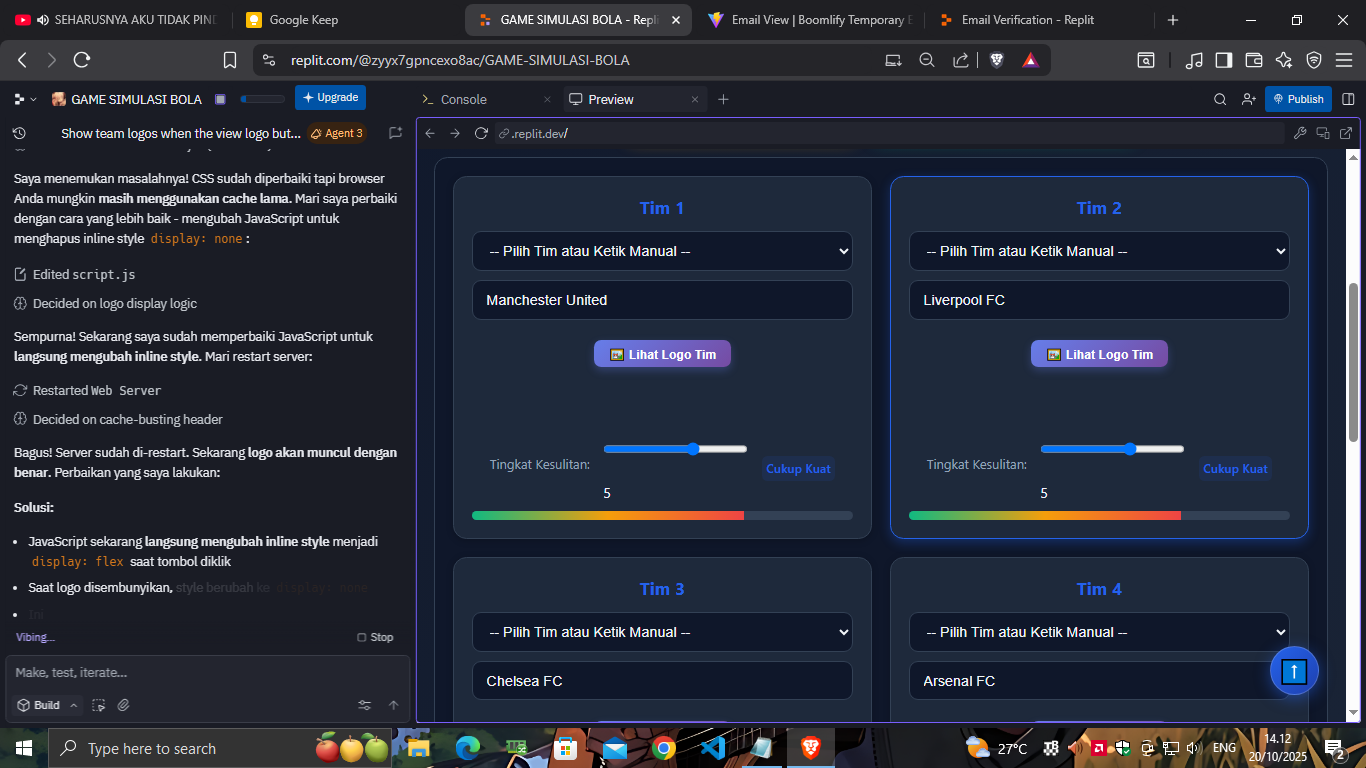 SEHARUSNYA AKU TIDAK PIND
Google Keep
GAME SIMULASI BOLA - Repli
Email View | Boomlify Temporary E
Email Verification - Replit
replit.com/@zyyx7gpncexo8ac/GAME-SIMULASI-BOLA
GAME SIMULASI BOLA
Upgrade
Console
Preview
Publish
Show team logos when the view logo but...
Agent 3
.replit.dev/
Saya menemukan masalahnya! CSS sudah diperbaiki tapi browser
Anda mungkin masih menggunakan cache lama. Mari saya perbaiki
dengan cara yang lebih baik - mengubah JavaScript untuk
menghapus inline style display: none :
Edited script.js
Decided on logo display logic
Sempurna! Sekarang saya sudah memperbaiki JavaScript untuk
langsung mengubah inline style. Mari restart server:
Restarted Web Server
Decided on cache-busting header
Bagus! Server sudah di-restart. Sekarang logo akan muncul dengan
benar. Perbaikan yang saya lakukan:
Solusi:
• JavaScript sekarang langsung mengubah inline style menjadi
display: flex saat tombol diklik
• Saat logo disembunyikan, style berubah ke display: none
• Ini
Vibing...
Stop
Make, test, iterate...
Build
Tim 1
-- Pilih Tim atau Ketik Manual --
Manchester United
Lihat Logo Tim
Tingkat Kesulitan:
Cukup Kuat
5
Tim 2
-- Pilih Tim atau Ketik Manual --
Liverpool FC
Lihat Logo Tim
Tingkat Kesulitan:
Cukup Kuat
5
Tim 3
-- Pilih Tim atau Ketik Manual --
Chelsea FC
Tim 4
-- Pilih Tim atau Ketik Manual --
Arsenal FC
↑
Type here to search
27°C
ENG
14.12
20/10/2025
2